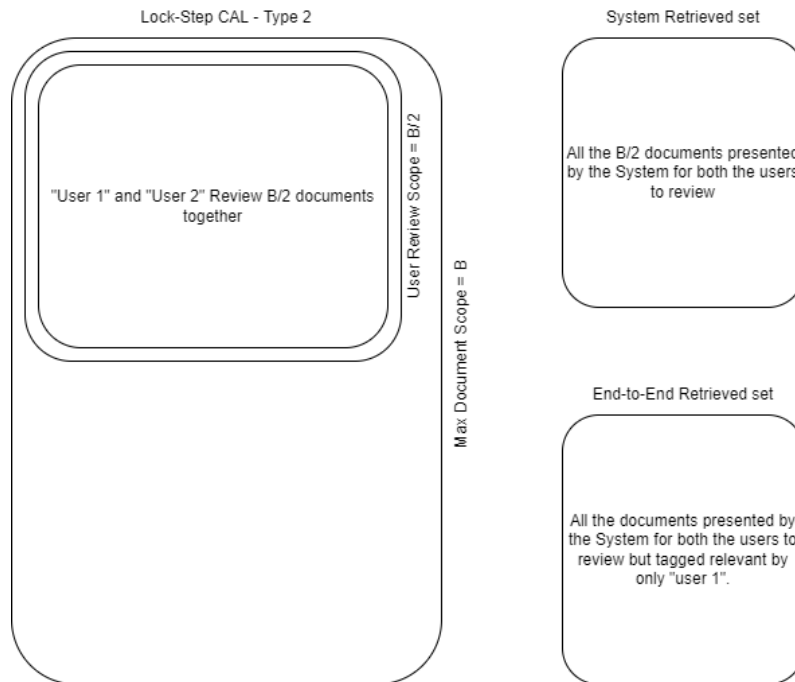 Lock-Step CAL - Type 2
"User 1" and "User 2" Review B/2 documents
together
User Review Scope = B/2
Max Document Scope = B
System Retrieved set
All the B/2 documents presented
by the System for both the users
to review
End-to-End Retrieved set
All the documents presented by
the System for both the users to
review but tagged relevant by
only "user 1".